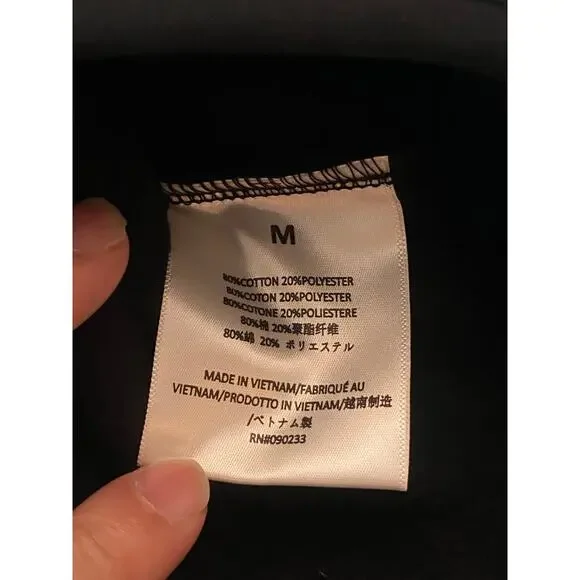 M
80%COTTON 20%POLYESTER
80%COTON 20%POLYESTER
80%COTONE 20%POLIESTERE
80%棉 20%聚酯纤维
80%綿 20% ポリエステル
MADE IN VIETNAM/FABRIQUÉ AU
VIETNAM/PRODOTTO IN VIETNAM/越南制造
/ベトナム製
RN#090233